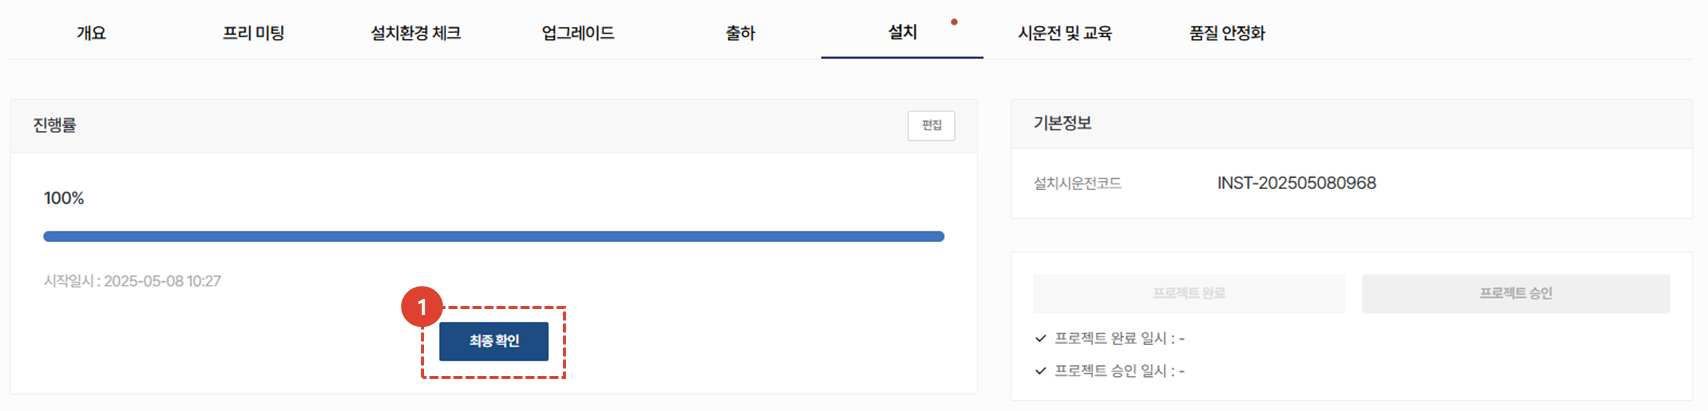 개요 프리 미팅 설치환경 체크 업그레이드 출하 설치 시운전 및 교육 품질 안정화
진행률
편집
100%
시작일시 : 2025-05-08 10:27
1
최종 확인
기본정보
설치시운전코드 INST-202505080968
프로젝트 완료 프로젝트 승인
프로젝트 완료 일시 : -
프로젝트 승인 일시 : -